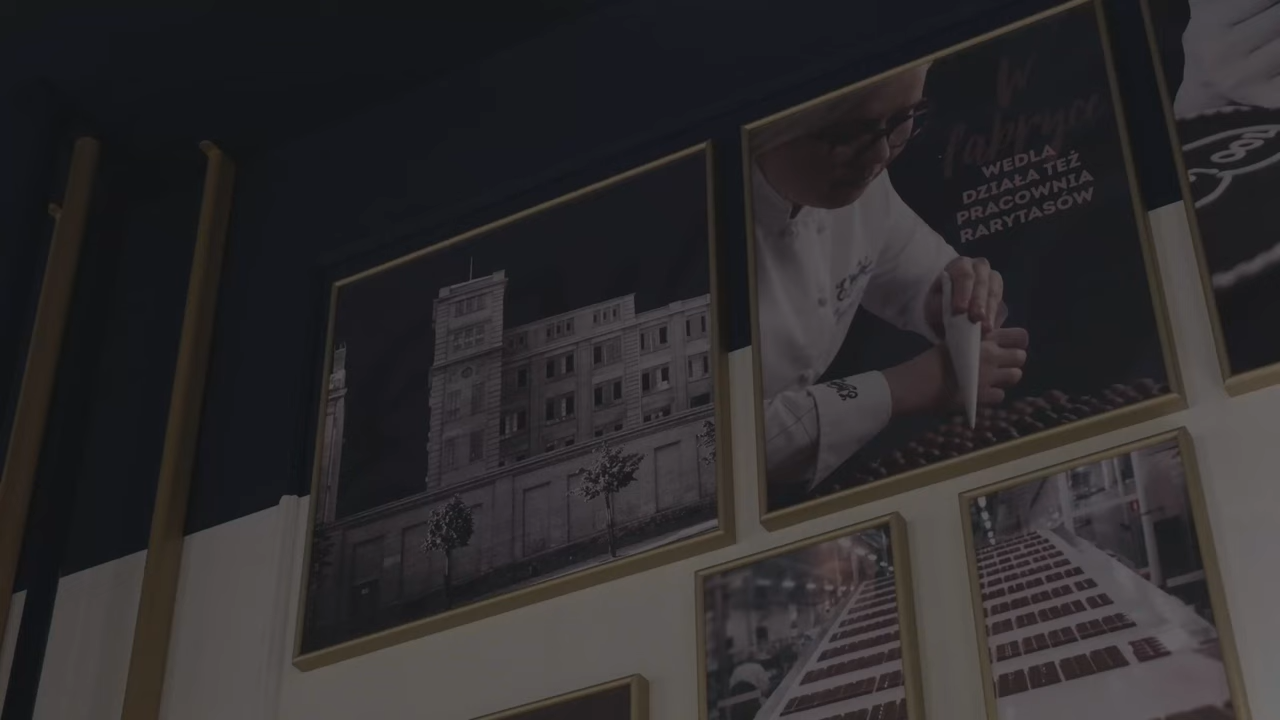 W
fabryce
WEDLA
DZIAŁA TEŻ
PRACOWNIA
RARYTASÓW